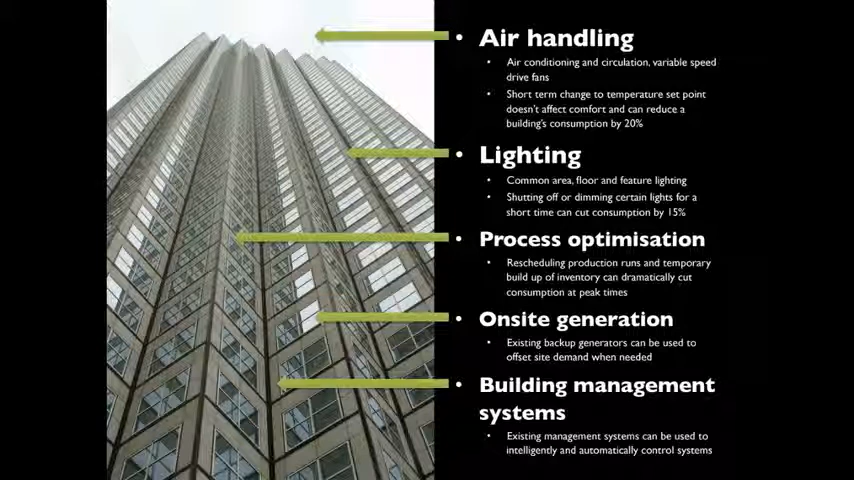 • Air handling
• Air conditioning and circulation, variable speed
drive fans
• Short term change to temperature set point
doesn't affect comfort and can reduce a
building's consumption by 20%
• Lighting
• Common area, floor and feature lighting
• Shutting off or dimming certain lights for a
short time can cut consumption by 15%
• Process optimisation
• Rescheduling production runs and temporary
build up of inventory can dramatically cut
consumption at peak times
• Onsite generation
• Existing backup generators can be used to
offset site demand when needed
• Building management
systems
• Existing management systems can be used to
intelligently and automatically control systems